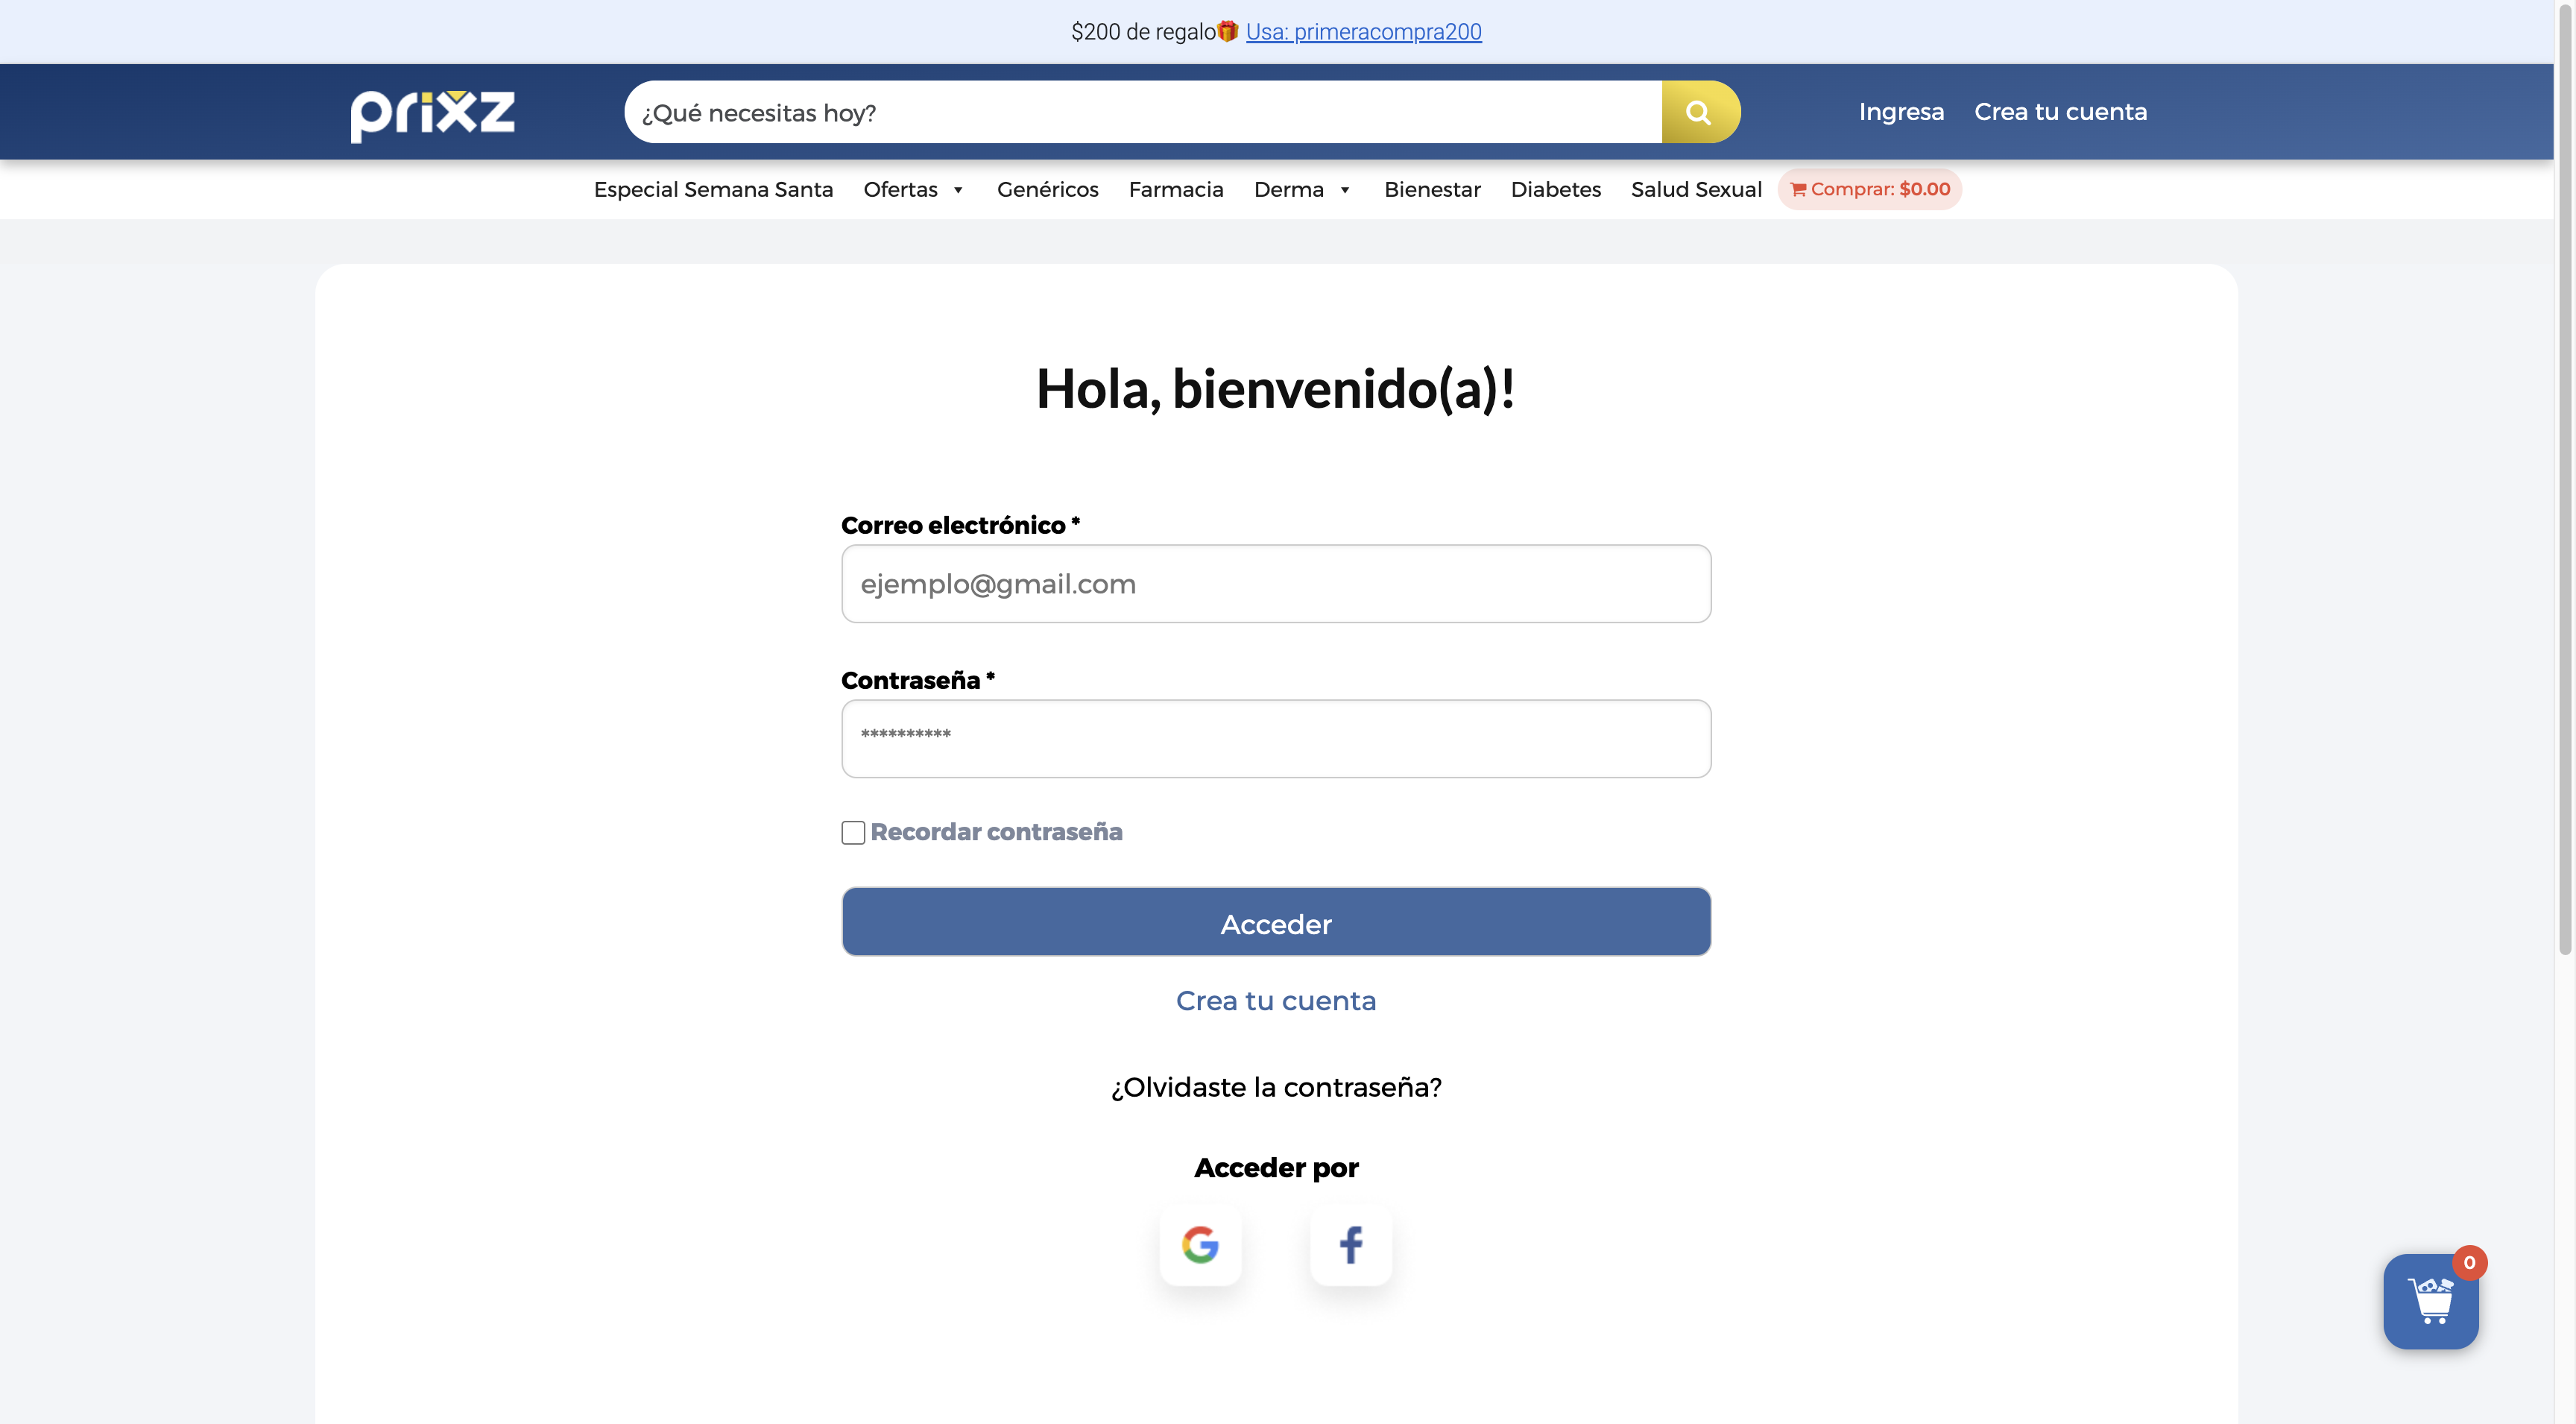 $200 de regalo🎁 Usa: primeracompra200
prixz
¿Qué necesitas hoy?
Ingresa
Crea tu cuenta
Especial Semana Santa
Ofertas
Genéricos
Farmacia
Derma
Bienestar
Diabetes
Salud Sexual
Comprar: $0.00
Hola, bienvenido(a)!
Correo electrónico *
ejemplo@gmail.com
Contraseña *
**********
Recordar contraseña
Acceder
Crea tu cuenta
¿Olvidaste la contraseña?
Acceder por
0